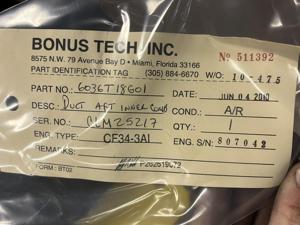 BONUS TECH, INC. Nº 511392
8575 N.W. 79 Avenue Bay D • Miami, Florida 33166
PART IDENTIFICATION TAG (305) 884-6670 W/O: 10-475
PART NO.: 6036T18G01 DATE: JUN 04 2010
DESC.: DUCT AFT INNER COND.: A/R
SER. NO.: QTY.: 1
ENG. TYPE: CF34-3A1 ENG. S/N: 807042
REMARKS:
FORM: BT02